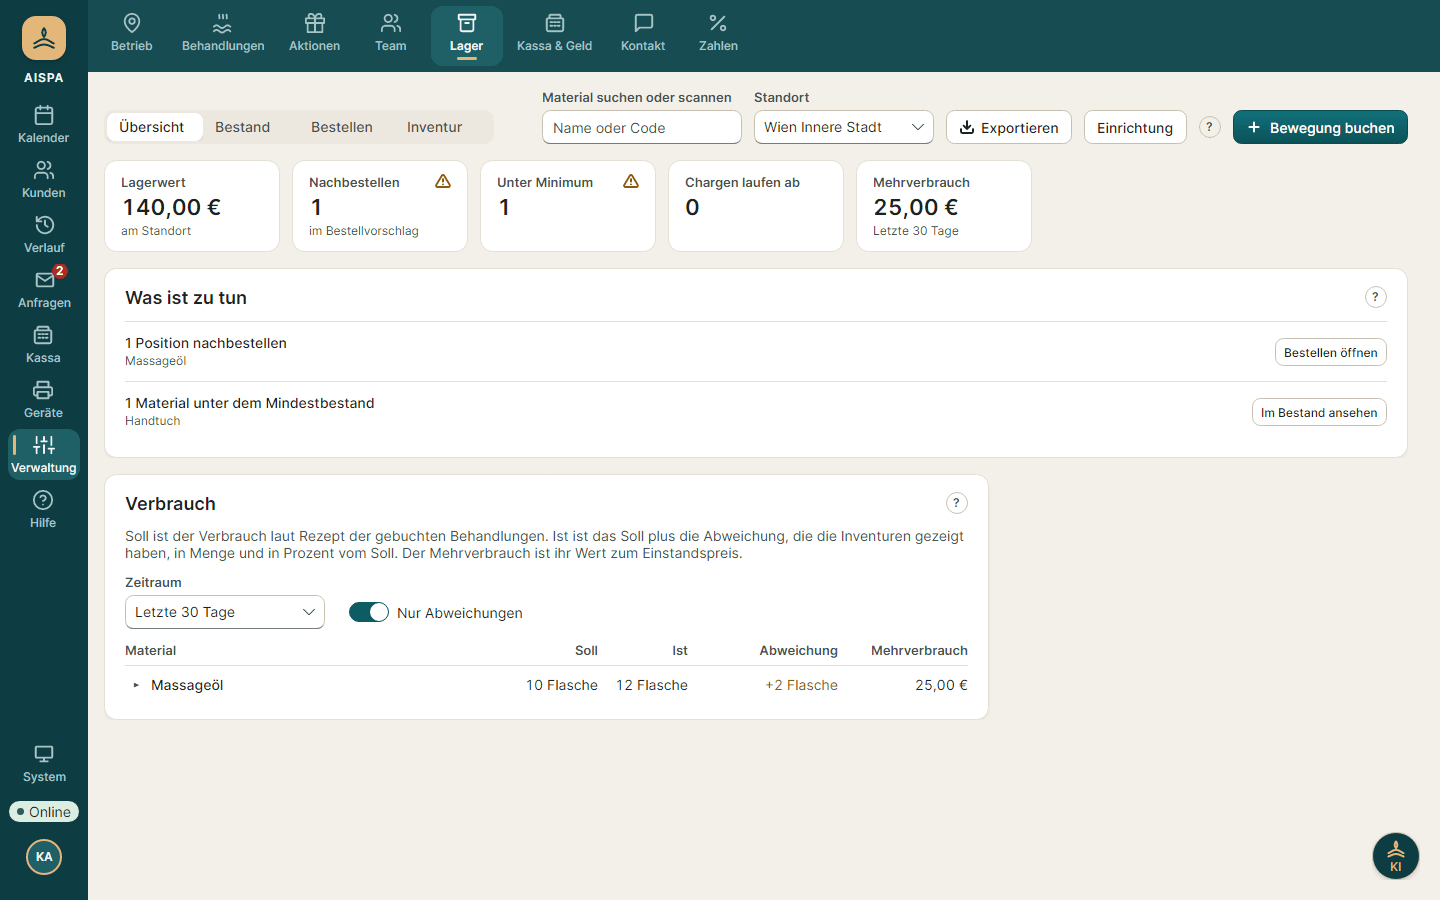 AISPA
Kalender
Kunden
Verlauf
2
Anfragen
Kassa
Geräte
Verwaltung
Hilfe
System
Online
KA
Betrieb
Behandlungen
Aktionen
Team
Lager
Kassa & Geld
Kontakt
Zahlen
Übersicht
Bestand
Bestellen
Inventur
Material suchen oder scannen
Name oder Code
Standort
Wien Innere Stadt
Exportieren
Einrichtung
?
+ Bewegung buchen
Lagerwert
140,00 €
am Standort
Nachbestellen
1
im Bestellvorschlag
Unter Minimum
1
Chargen laufen ab
0
Mehrverbrauch
25,00 €
Letzte 30 Tage
Was ist zu tun
?
1 Position nachbestellen
Massageöl
Bestellen öffnen
1 Material unter dem Mindestbestand
Handtuch
Im Bestand ansehen
Verbrauch
?
Soll ist der Verbrauch laut Rezept der gebuchten Behandlungen. Ist ist das Soll plus die Abweichung, die die Inventuren gezeigt
haben, in Menge und in Prozent vom Soll. Der Mehrverbrauch ist ihr Wert zum Einstandspreis.
Zeitraum
Letzte 30 Tage
Nur Abweichungen
Material Soll Ist Abweichung Mehrverbrauch
Massageöl 10 Flasche 12 Flasche +2 Flasche 25,00 €
KI